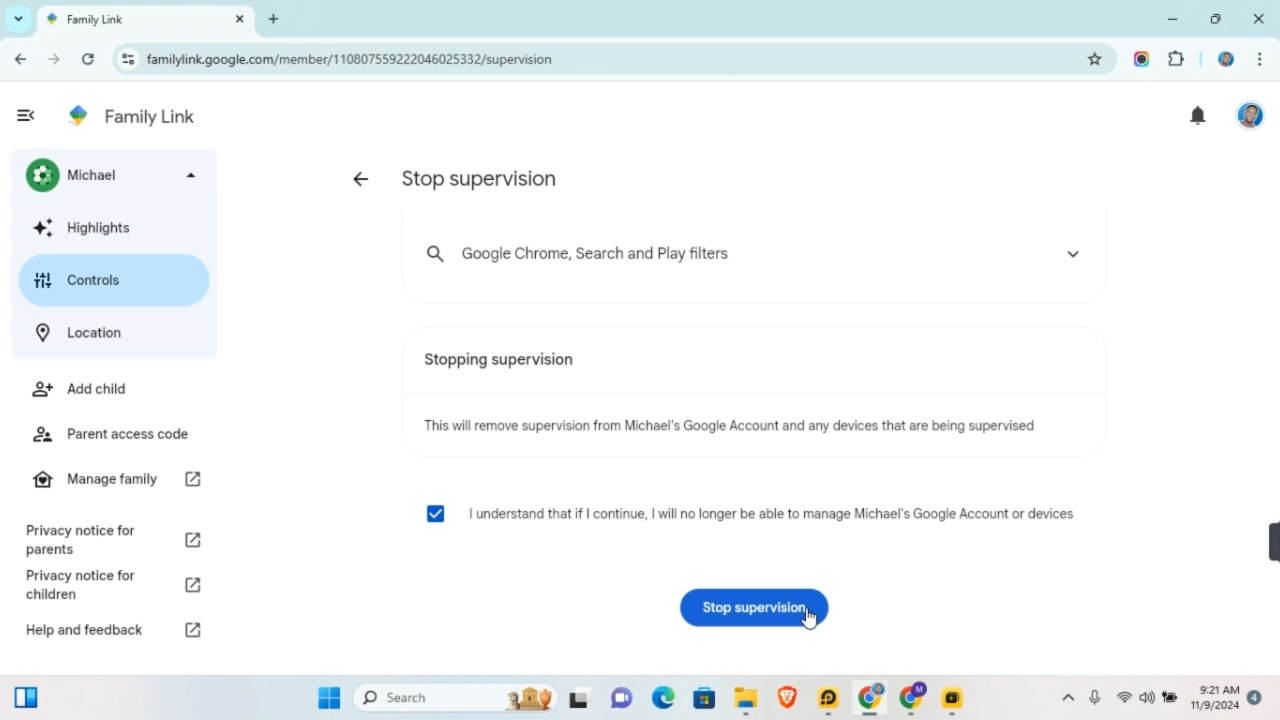 Family Link
familylink.google.com/member/110807559222046025332/supervision
Family Link
Michael
Highlights
Controls
Location
Add child
Parent access code
Manage family
Privacy notice for
parents
Privacy notice for
children
Help and feedback
Stop supervision
Google Chrome, Search and Play filters
Stopping supervision
This will remove supervision from Michael's Google Account and any devices that are being supervised
I understand that if I continue, I will no longer be able to manage Michael's Google Account or devices
Stop supervision
Search
M
9:21 AM
11/9/2024
4